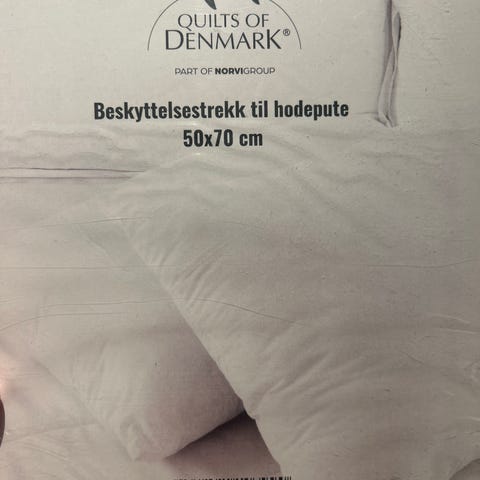 QUILTS OF
DENMARK®
PART OF NORVIGROUP
Beskyttelsestrekk til hodepute
50x70 cm